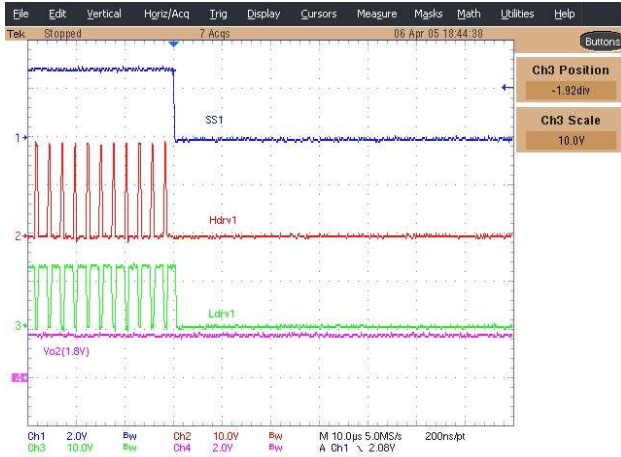 File Edit Vertical Horiz/Acq Trig Display Cursors Measure Masks Math Utilities Help
Tek Stopped 7 Acqs 06 Apr 05 18:44:38
Buttons
Ch3 Position
-1.92div
Ch3 Scale
10.0V
SS1
1
Hdrv1
2
Ldrv1
3
Vo2(1.8V)
4
Ch1 2.0V Bw Ch2 10.0V Bw M 10.0µs 5.0MS/s 200ns/pt
Ch3 10.0V Bw Ch4 2.0V Bw A Ch1 \ 2.08V